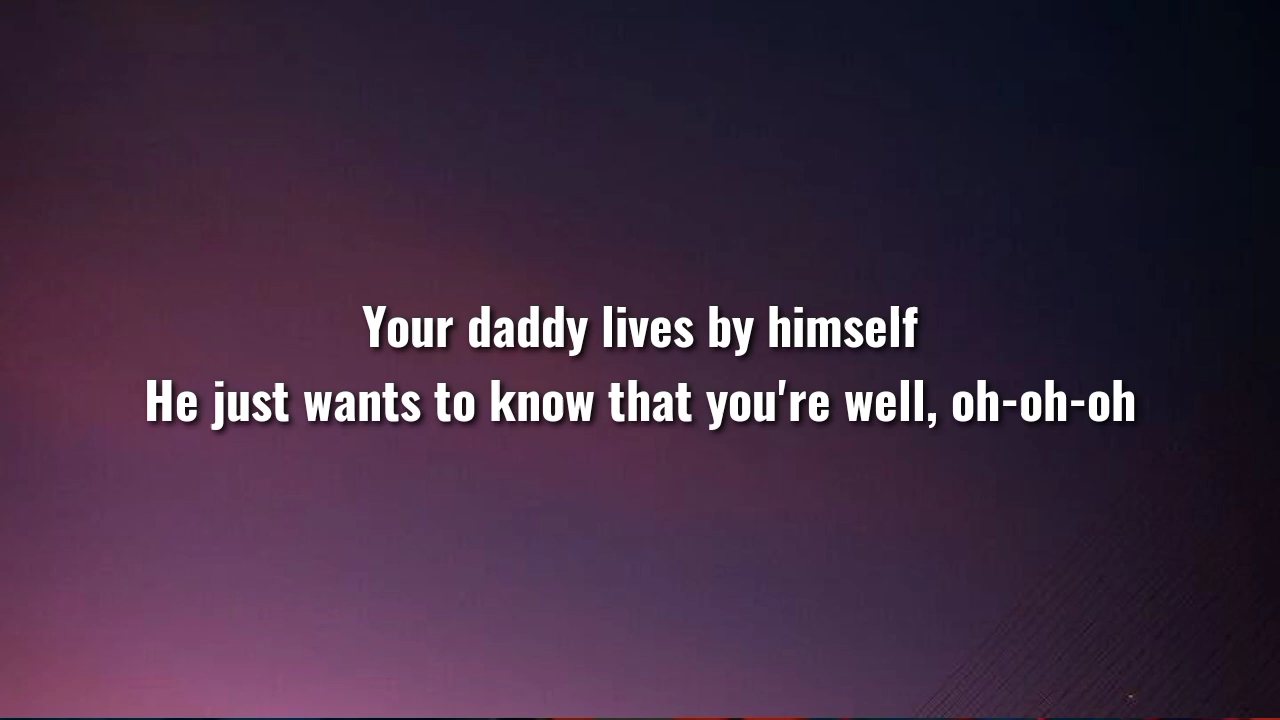 Your daddy lives by himself
He just wants to know that you're well, oh-oh-oh